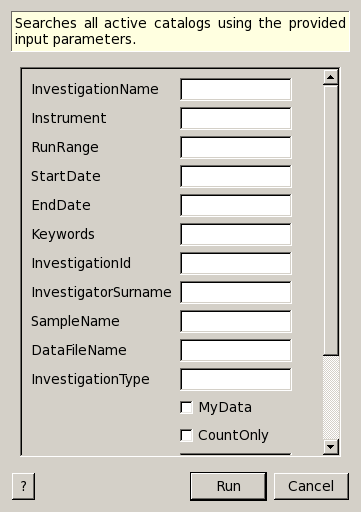 Searches all active catalogs using the provided
input parameters.
InvestigationName
Instrument
RunRange
StartDate
EndDate
Keywords
InvestigationId
InvestigatorSurname
SampleName
DataFileName
InvestigationType
MyData
CountOnly
?
Run
Cancel